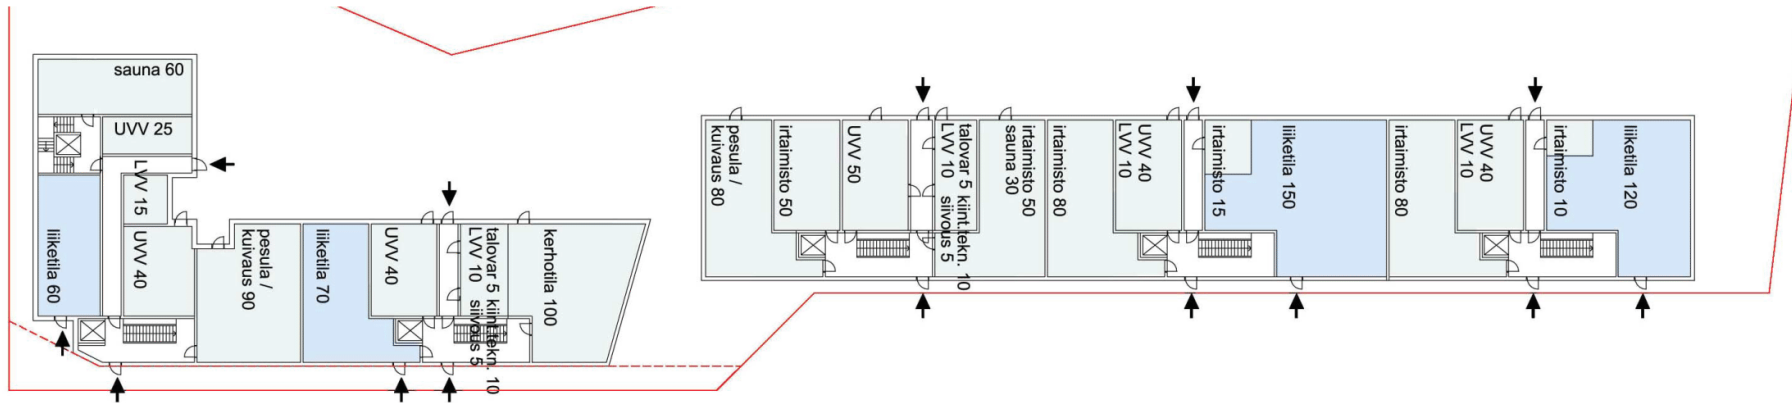 sauna 60
UVV 25
LVV 15
liiketila 60
UVV 40
pesula /
kuivaus 90
liiketila 70
UVV 40
talovar 5 kiint.tekn. 10
LVV 10 siivous 5
kerhotila 100
pesula /
kuivaus 80
irtaimisto 50
UVV 50
talovar 5 kiint.tekn. 10
LVV 10 siivous 5
irtaimisto 50
sauna 30
irtaimisto 80
UVV 40
LVV 10
irtaimisto 15
liiketila 150
irtaimisto 80
UVV 40
LVV 10
irtaimisto 10
liiketila 120